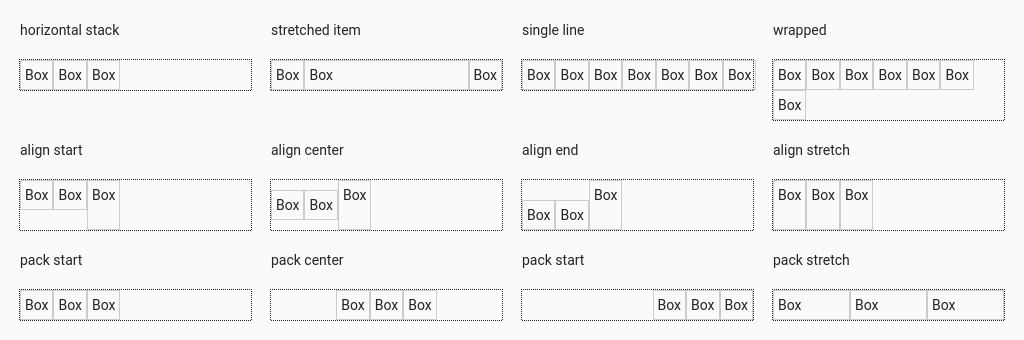 horizontal stack stretched item single line wrapped
Box Box Box Box Box Box Box Box Box Box Box Box Box Box Box Box Box Box Box
Box
align start align center align end align stretch
Box Box Box Box Box Box Box Box Box Box Box Box
pack start pack center pack start pack stretch
Box Box Box Box Box Box Box Box Box Box Box Box